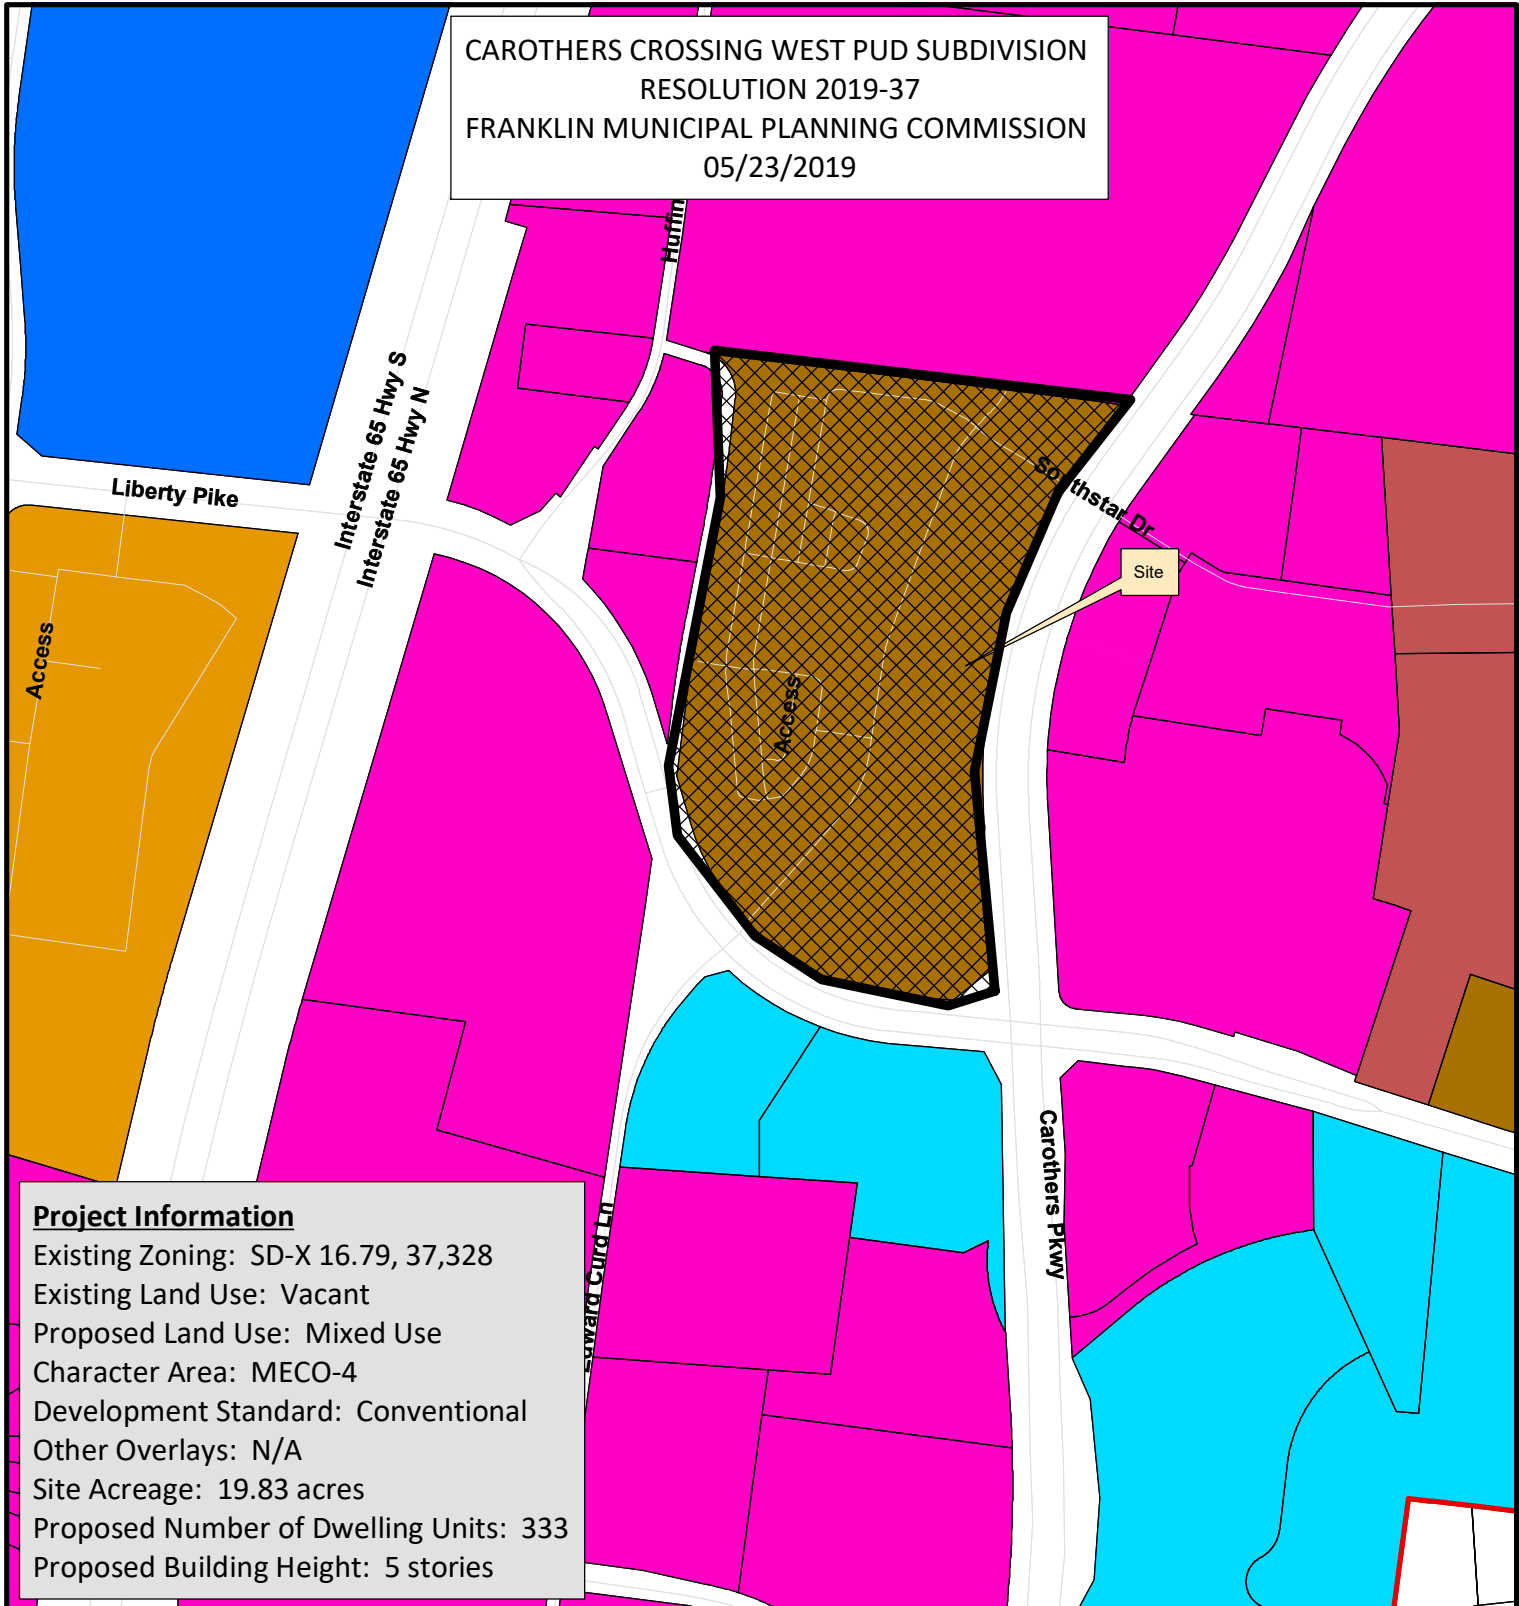 CAROTHERS CROSSING WEST PUD SUBDIVISION
RESOLUTION 2019-37
FRANKLIN MUNICIPAL PLANNING COMMISSION
05/23/2019
Huffin
Interstate 65 Hwy S
Interstate 65 Hwy N
Liberty Pike
Southstar Dr
Site
Access
Access
Carothers Pkwy
Edward Curd Ln
Project Information
Existing Zoning: SD-X 16.79, 37,328
Existing Land Use: Vacant
Proposed Land Use: Mixed Use
Character Area: MECO-4
Development Standard: Conventional
Other Overlays: N/A
Site Acreage: 19.83 acres
Proposed Number of Dwelling Units: 333
Proposed Building Height: 5 stories